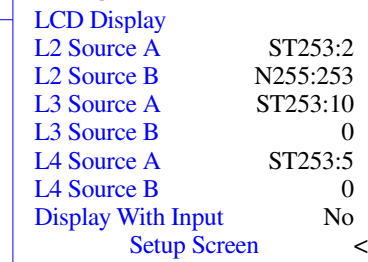 LCD Display
L2 Source A ST253:2
L2 Source B N255:253
L3 Source A ST253:10
L3 Source B 0
L4 Source A ST253:5
L4 Source B 0
Display With Input No
Setup Screen <